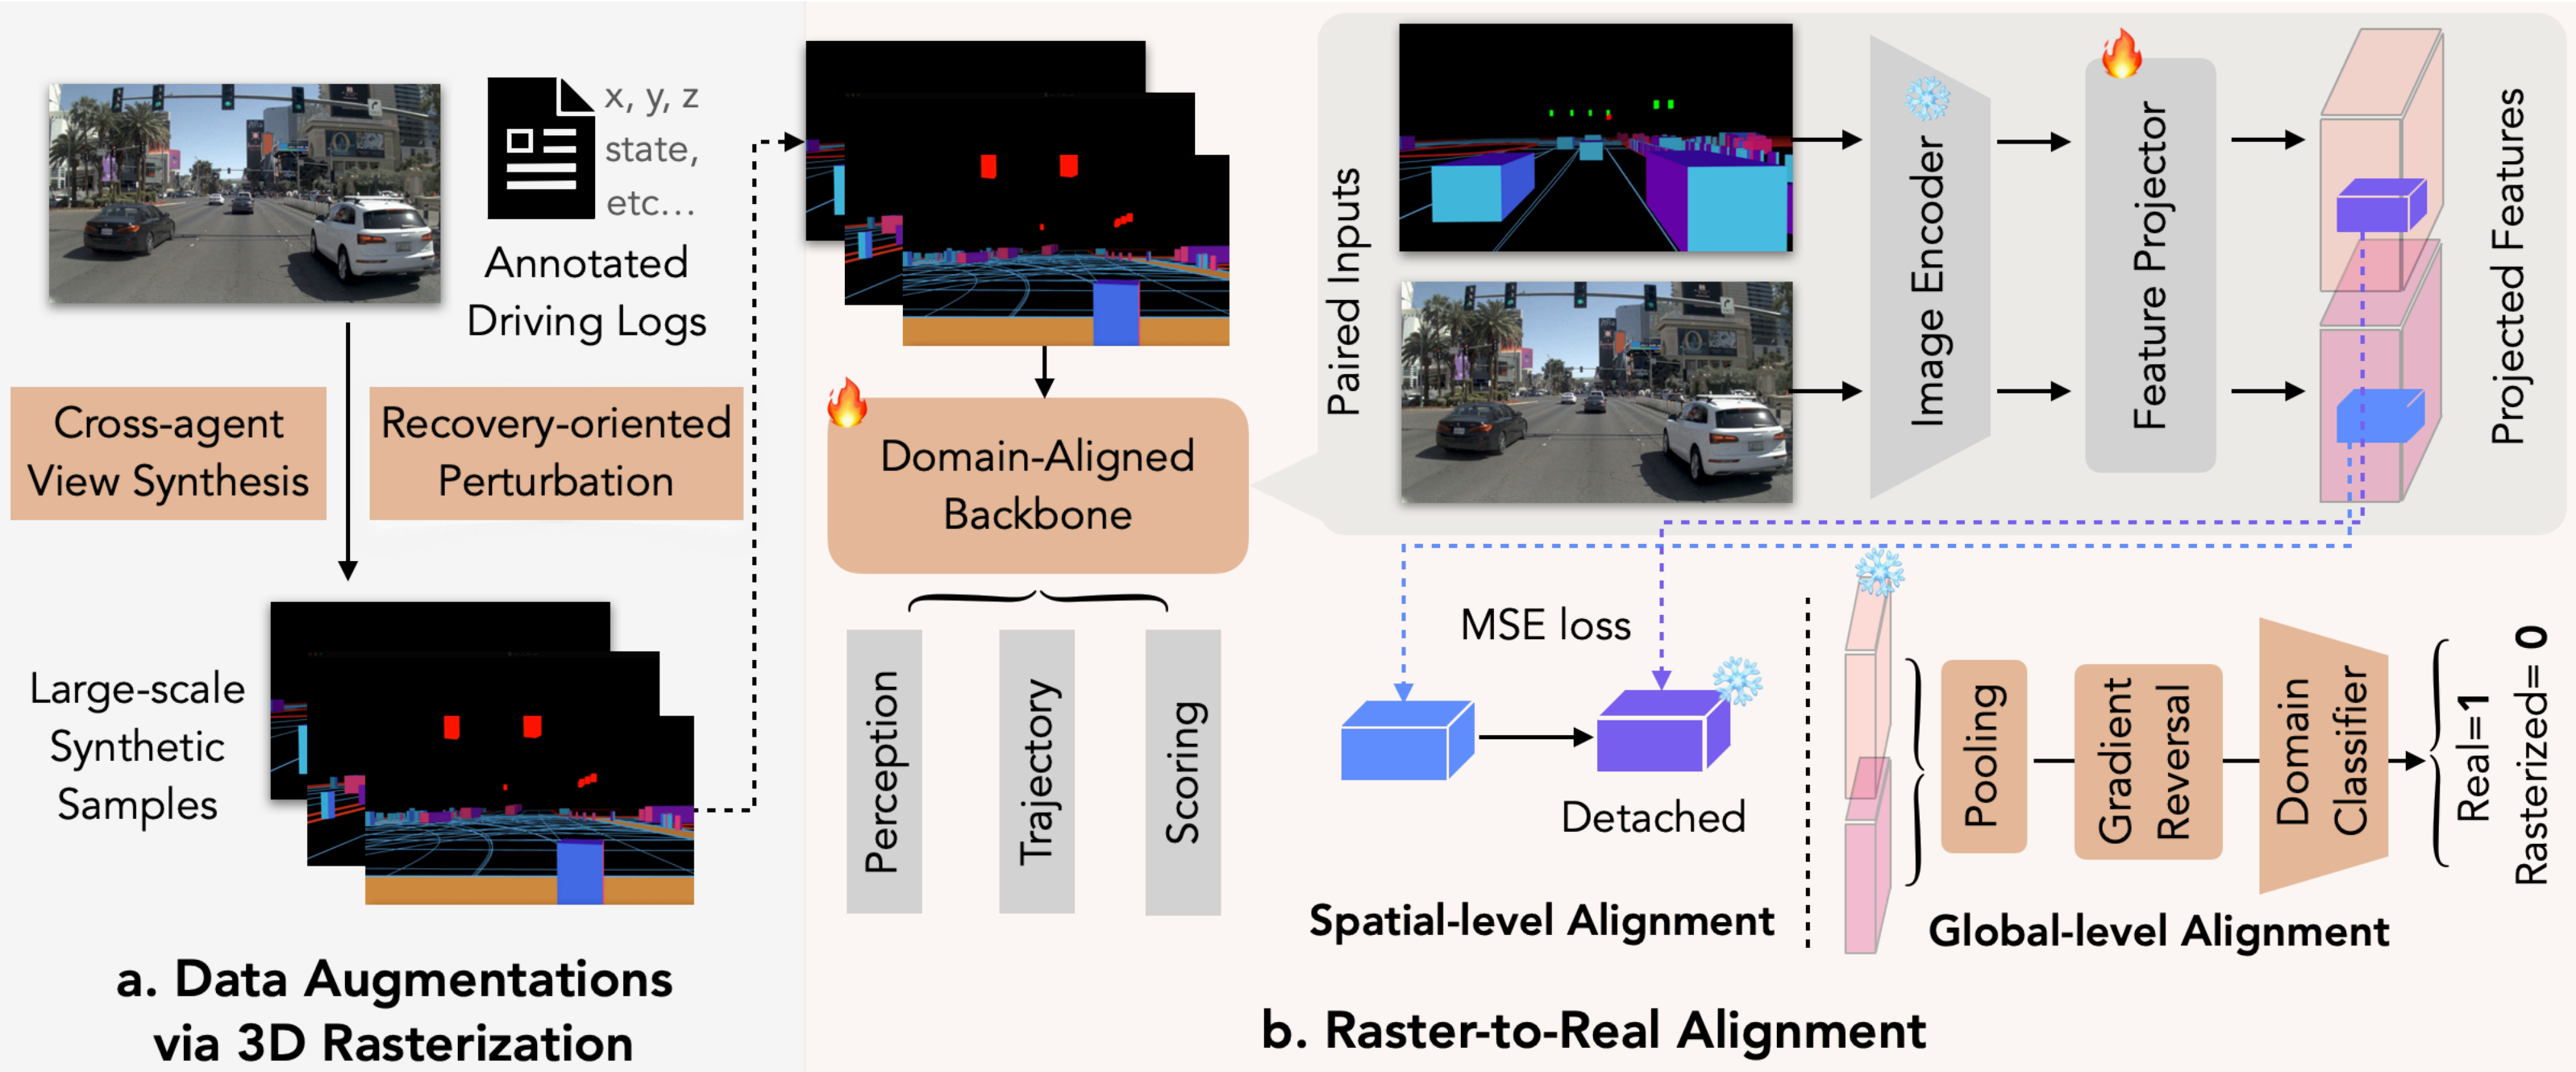 x, y, z
state,
etc...
Annotated
Driving Logs
Cross-agent
View Synthesis
Recovery-oriented
Perturbation
Large-scale
Synthetic
Samples
a. Data Augmentations
via 3D Rasterization
Domain-Aligned
Backbone
Perception
Trajectory
Scoring
Paired Inputs
Image Encoder
Feature Projector
Projected Features
MSE loss
Detached
Spatial-level Alignment
Pooling
Gradient
Reversal
Domain
Classifier
Real=1
Rasterized= 0
Global-level Alignment
b. Raster-to-Real Alignment